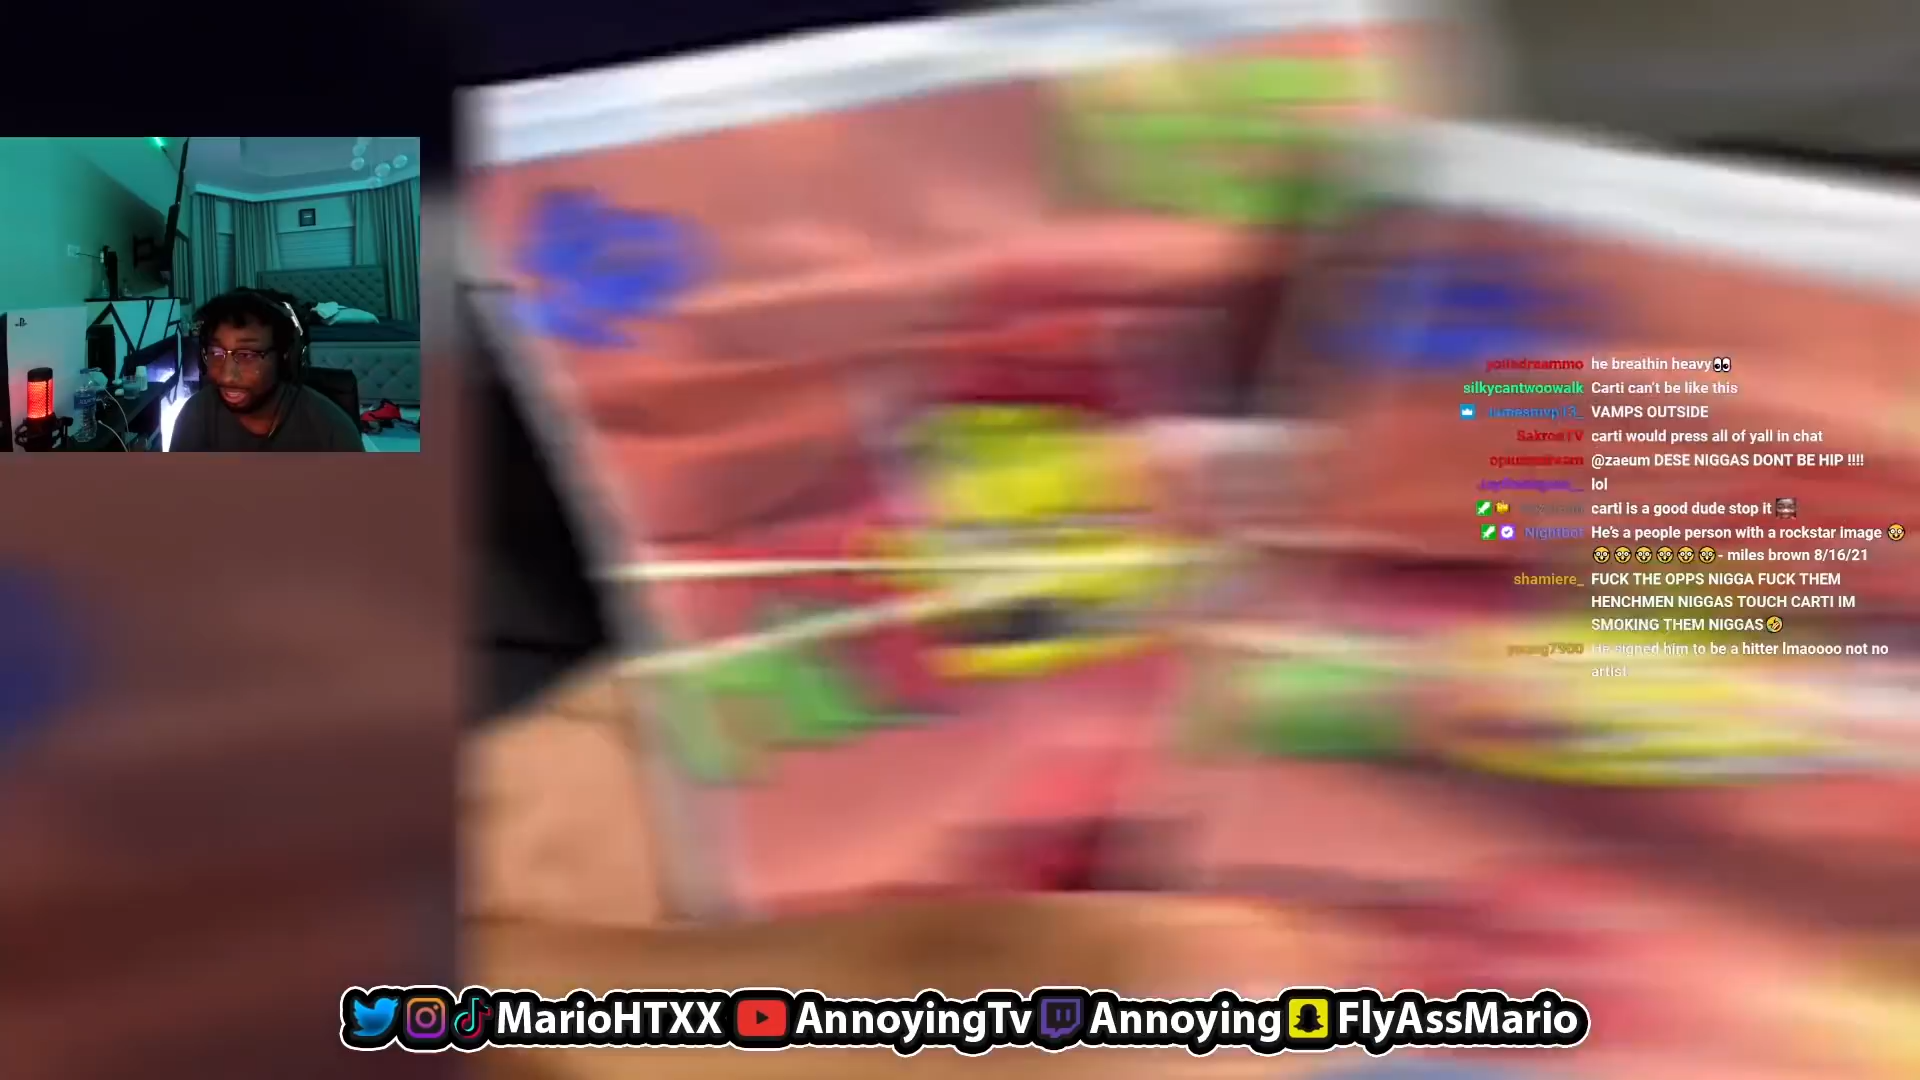 he breathin heavy👀
silkycantwoowalk Carti can't be like this
Jamesmvp13_ VAMPS OUTSIDE
SakronTV carti would press all of yall in chat
@zaeum DESE NIGGAS DONT BE HIP !!!!
lol
carti is a good dude stop it
Nightbot He's a people person with a rockstar image 🤓
🤓🤓🤓🤓🤓🤓- miles brown 8/16/21
shamiere_ FUCK THE OPPS NIGGA FUCK THEM
HENCHMEN NIGGAS TOUCH CARTI IM
SMOKING THEM NIGGAS🤣
young7900 He signed him to be a hitter lmaoooo not no
artist
MarioHTXX AnnoyingTv Annoying FlyAssMario